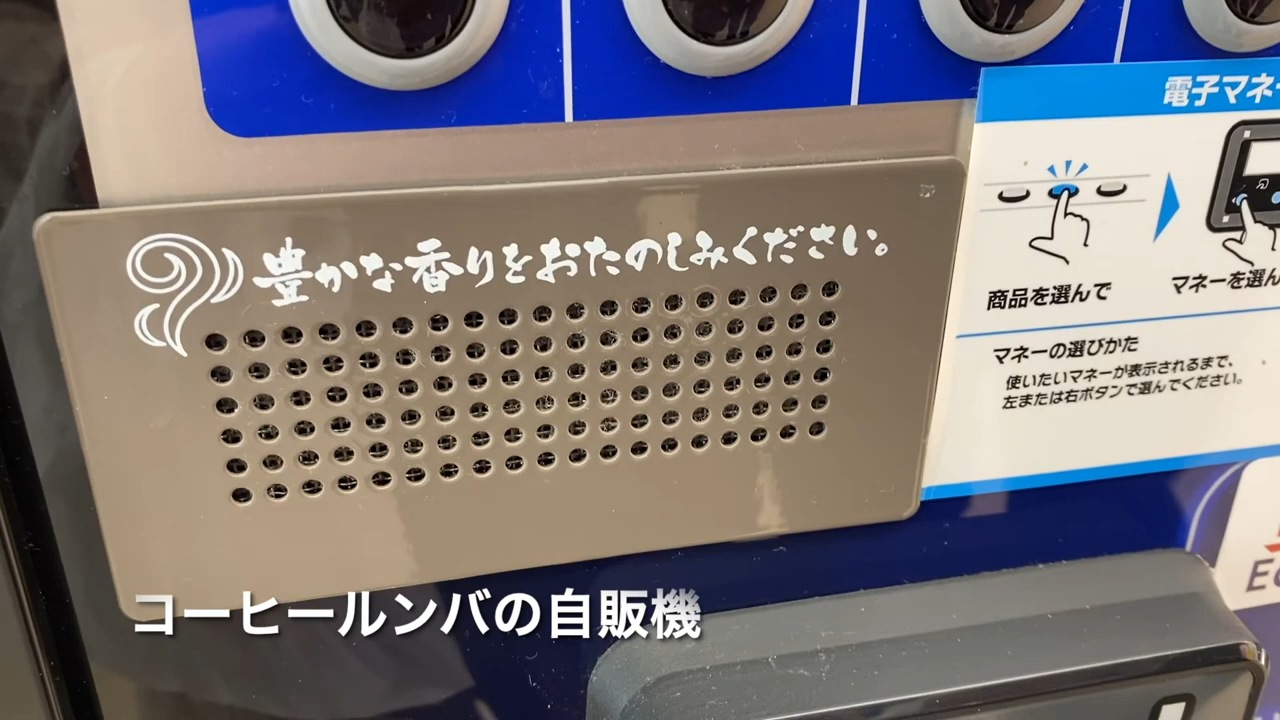 電子マネ
豊かな香りをおたのしみください。
商品を選んで
マネーを選ん
マネーの選びかた
使いたいマネーが表示されるまで、
左または右ボタンで選んでください。
コーヒールンバの自販機